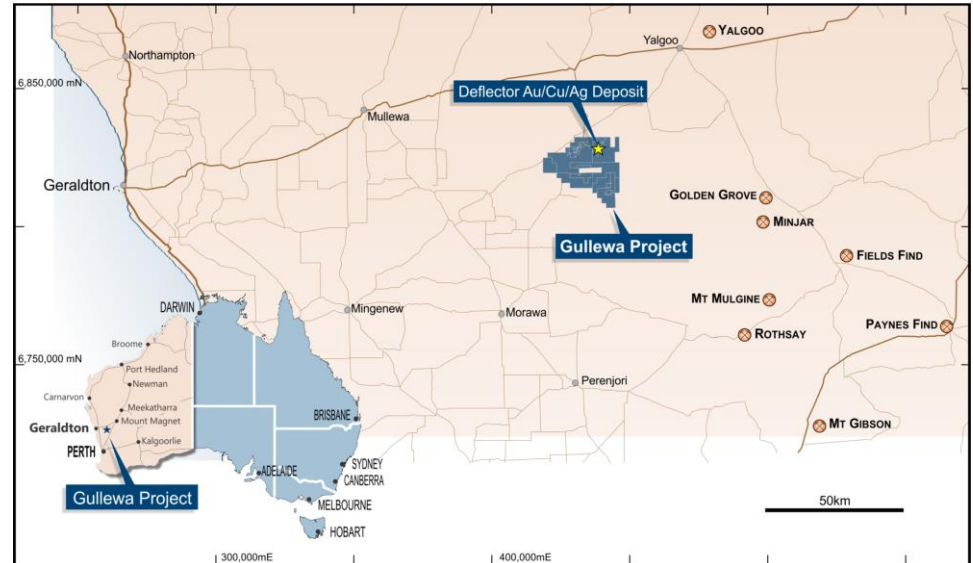 YALGOO
Yalgoo
Northampton
6,850,000 mN
Deflector Au/Cu/Ag Deposit
Mullewa
Geraldton
GOLDEN GROVE
MINJAR
Gullewa Project
FIELDS FIND
MT MULGINE
DARWIN
Mingenew
Morawa
ROTHSAY
PAYNES FIND
Broome
6,750,000 mN
Port Hedland
Newman
Perenjori
Carnarvon
Meekatharra
Mount Magnet
BRISBANE
Geraldton
MT GIBSON
Kalgoorlie
PERTH
SYDNEY
ADELAIDE
CANBERRA
Gullewa Project
MELBOURNE
50km
HOBART
300,000mE
400,000mE